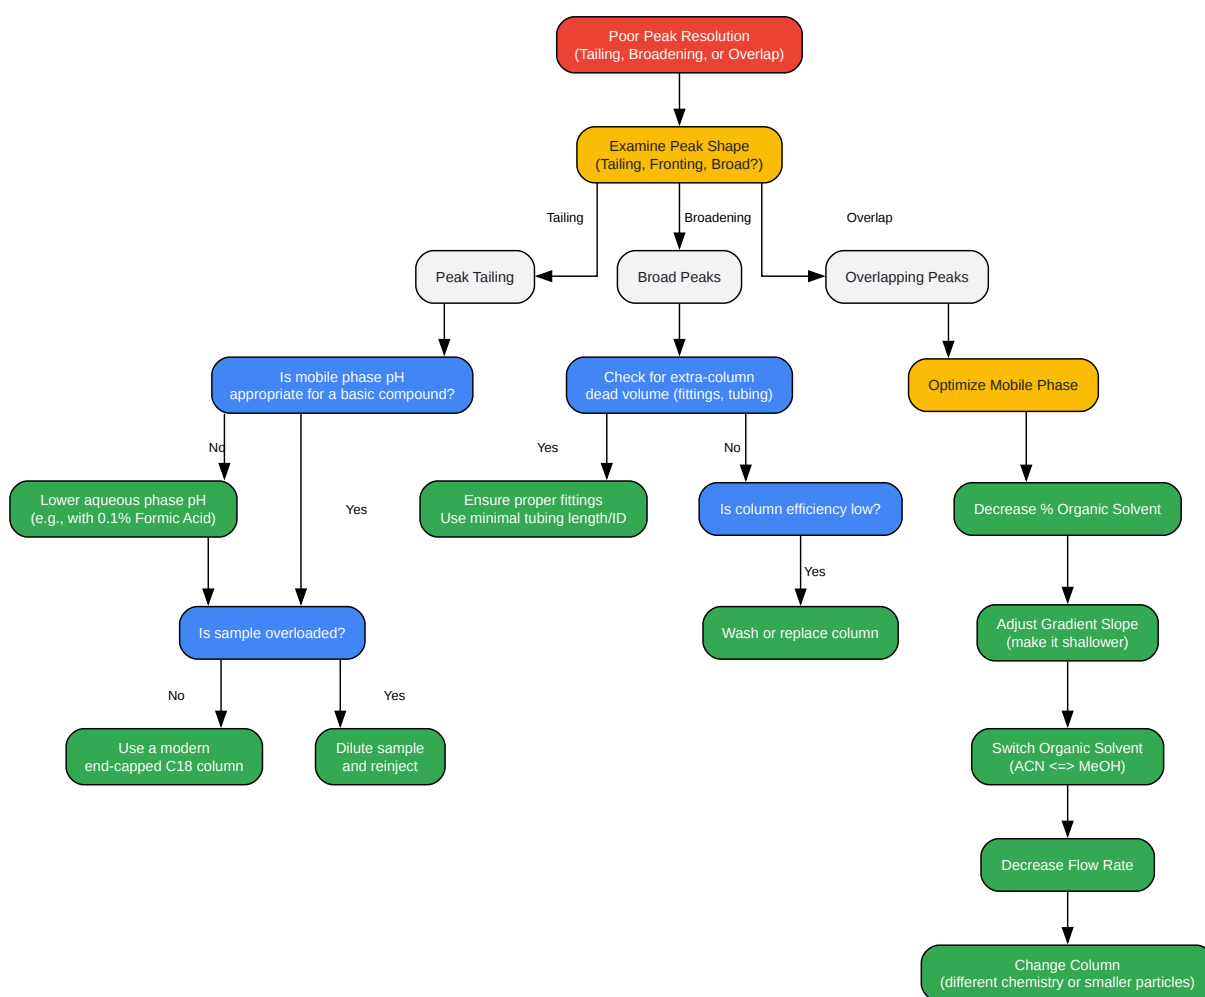 Poor Peak Resolution
(Tailing, Broadening, or Overlap)
Examine Peak Shape
(Tailing, Fronting, Broad?)
Tailing
Broadening
Overlap
Peak Tailing
Broad Peaks
Overlapping Peaks
Is mobile phase pH
appropriate for a basic compound?
Check for extra-column
dead volume (fittings, tubing)
Optimize Mobile Phase
No
Yes
No
Lower aqueous phase pH
(e.g., with 0.1% Formic Acid)
Yes
Ensure proper fittings
Use minimal tubing length/ID
Is column efficiency low?
Decrease % Organic Solvent
Yes
Is sample overloaded?
Wash or replace column
Adjust Gradient Slope
(make it shallower)
No
Yes
Use a modern
end-capped C18 column
Dilute sample
and reinject
Switch Organic Solvent
(ACN <=> MeOH)
Decrease Flow Rate
Change Column
(different chemistry or smaller particles)